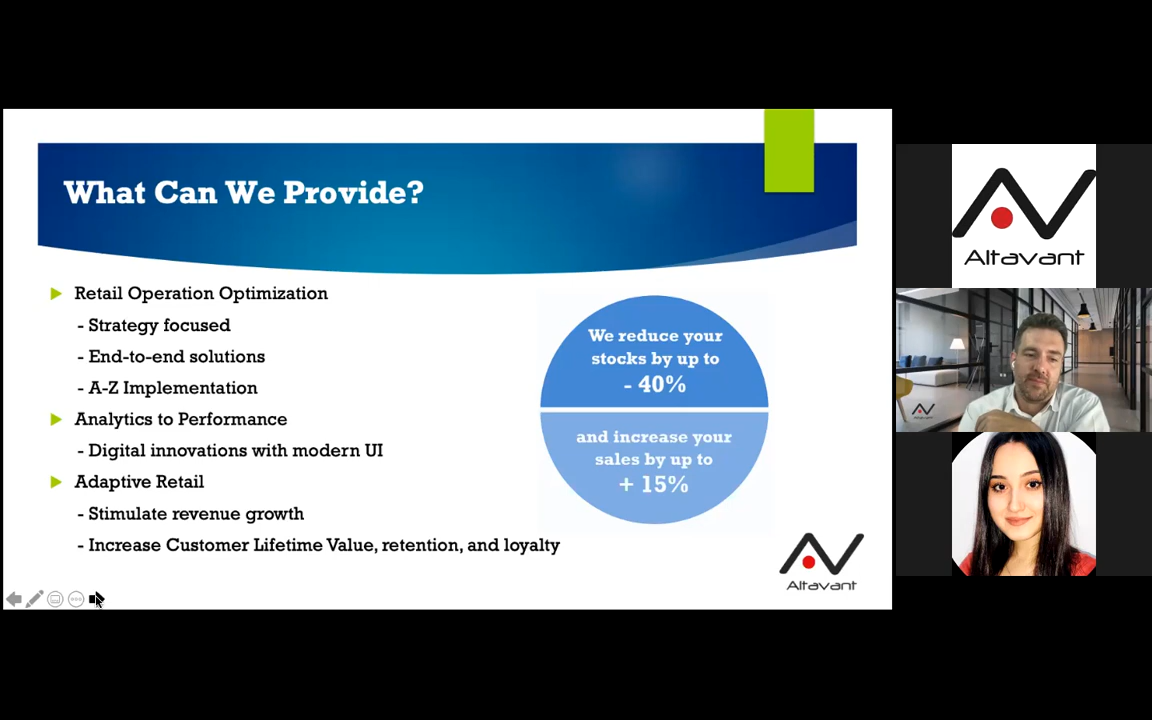 What Can We Provide?
Retail Operation Optimization
- Strategy focused
- End-to-end solutions
- A-Z Implementation
Analytics to Performance
- Digital innovations with modern UI
Adaptive Retail
- Stimulate revenue growth
- Increase Customer Lifetime Value, retention, and loyalty
We reduce your
stocks by up to
- 40%
and increase your
sales by up to
+ 15%
Altavant
Altavant